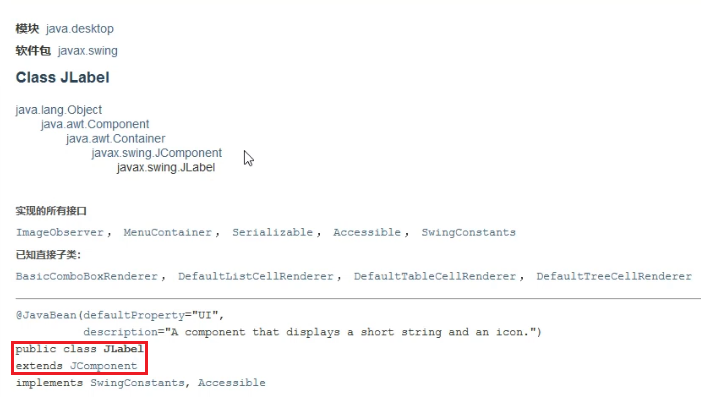 模块 java.desktop
软件包 javax.swing
Class JLabel
java.lang.Object
java.awt.Component
java.awt.Container
javax.swing.JComponent
javax.swing.JLabel
实现的所有接口
ImageObserver， MenuContainer， Serializable， Accessible， SwingConstants
已知直接子类：
BasicComboBoxRenderer， DefaultListCellRenderer， DefaultTableCellRenderer， DefaultTreeCellRenderer
@JavaBean(defaultProperty="UI",
description="A component that displays a short string and an icon.")
public class JLabel
extends JComponent
implements SwingConstants, Accessible